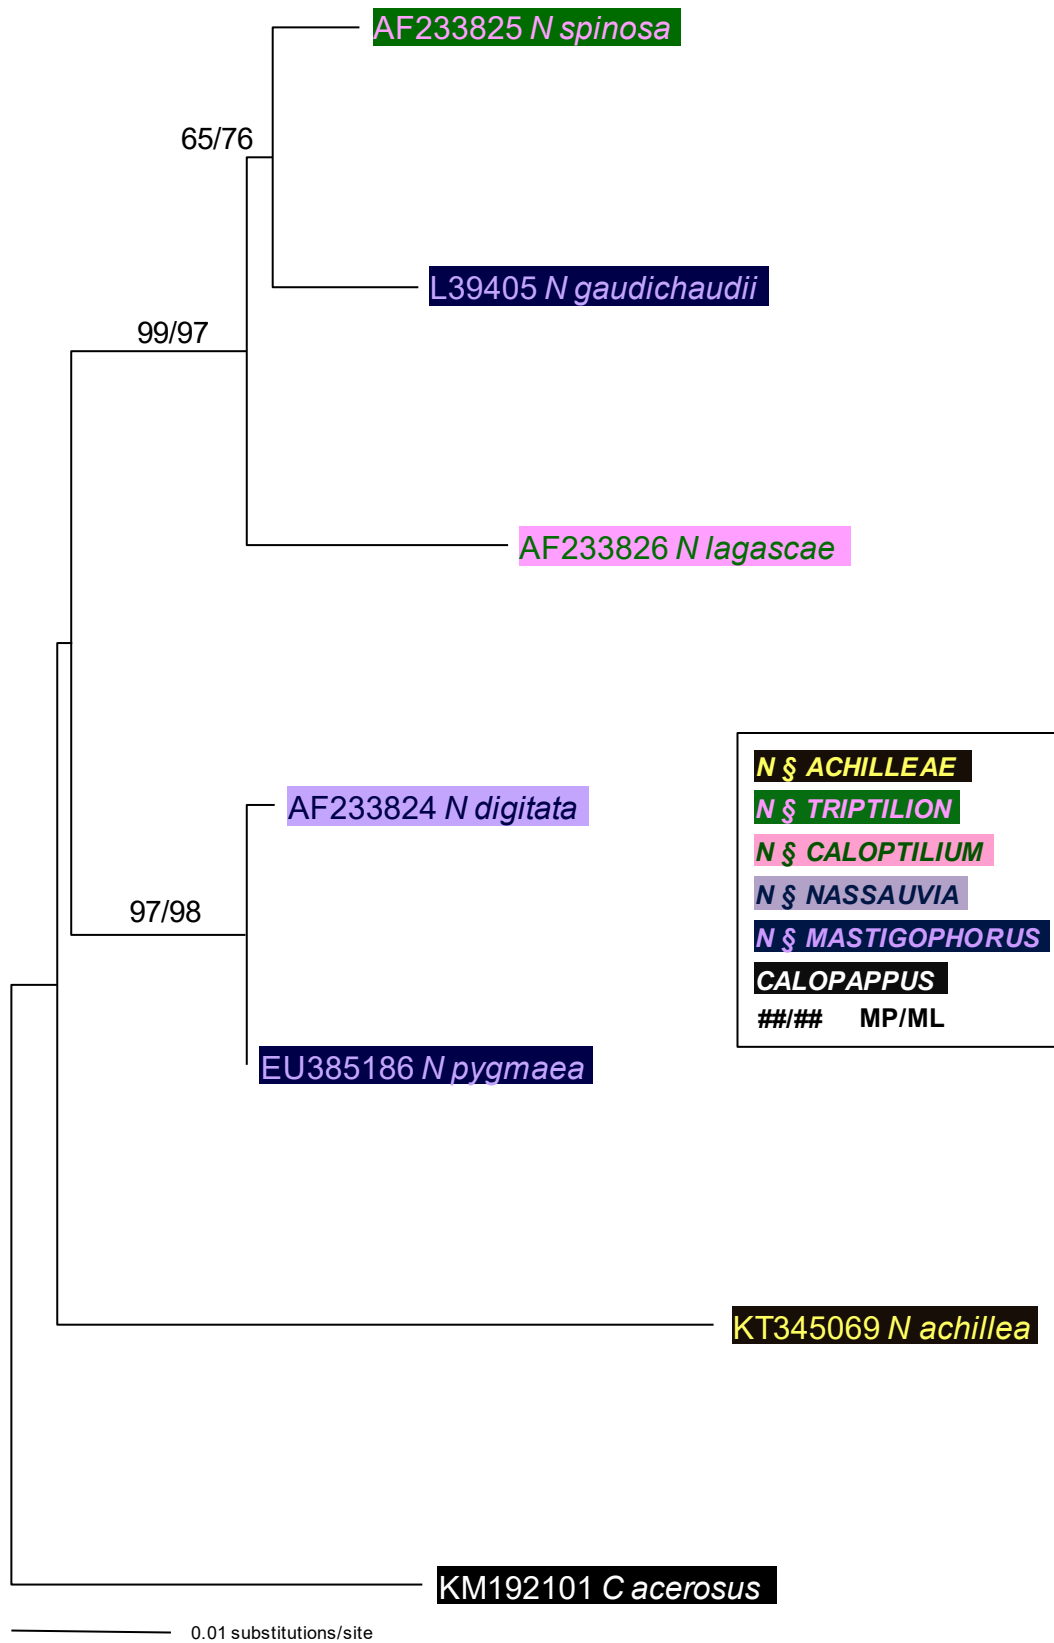 AF233825 N spinosa
65/76
L39405 N gaudichaudii
99/97
AF233826 N lagascae
AF233824 N digitata
97/98
EU385186 N pygmaea
N § ACHILLEAE
N § TRIPTILION
N § CALOPTILIUM
N § NASSAUVIA
N § MASTIGOPHORUS
CALOPAPPUS
##/## MP/ML
KT345069 N achillea
KM192101 C acerosus
0.01 substitutions/site